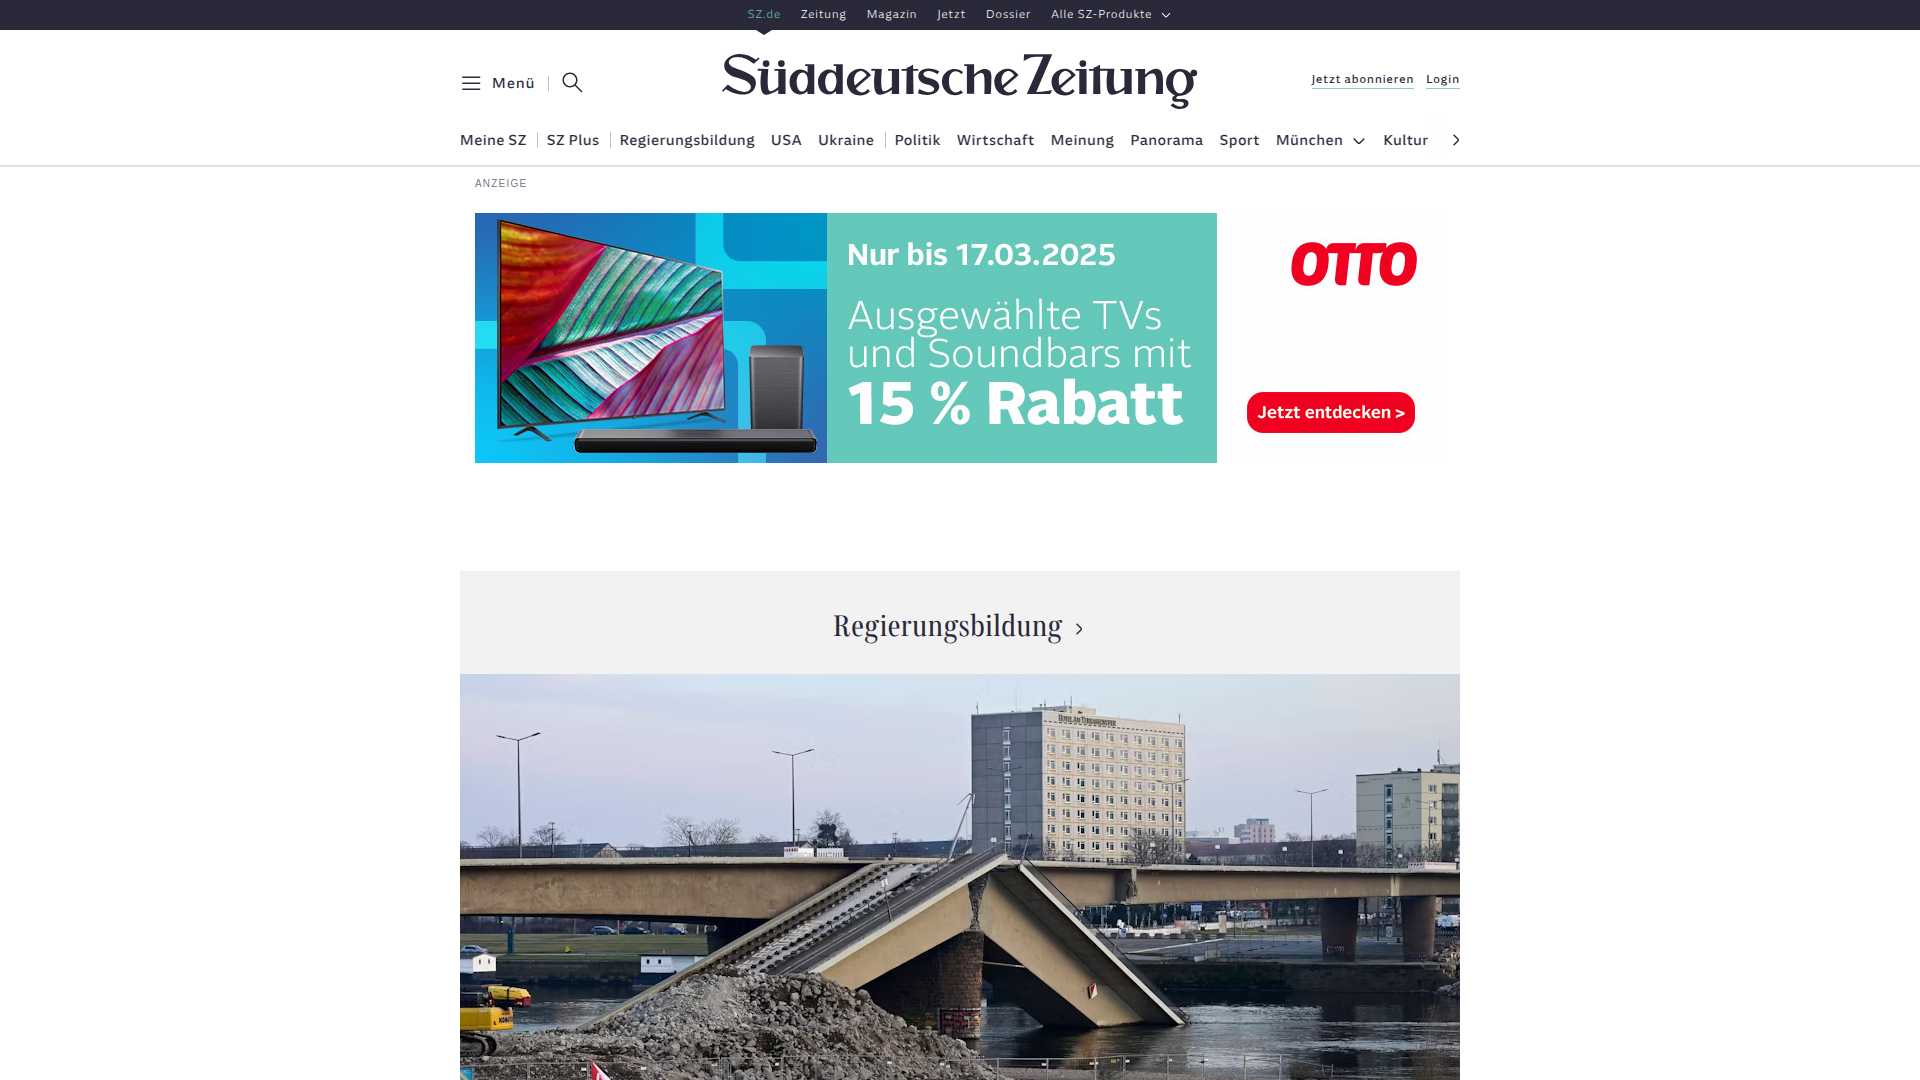 SZ.de Zeitung Magazin Jetzt Dossier Alle SZ-Produkte
Menü
Süddeutsche Zeitung
Jetzt abonnieren Login
Meine SZ SZ Plus Regierungsbildung USA Ukraine Politik Wirtschaft Meinung Panorama Sport München Kultur
ANZEIGE
Nur bis 17.03.2025
Ausgewählte TVs
und Soundbars mit
15 % Rabatt
OTTO
Jetzt entdecken >
Regierungsbildung